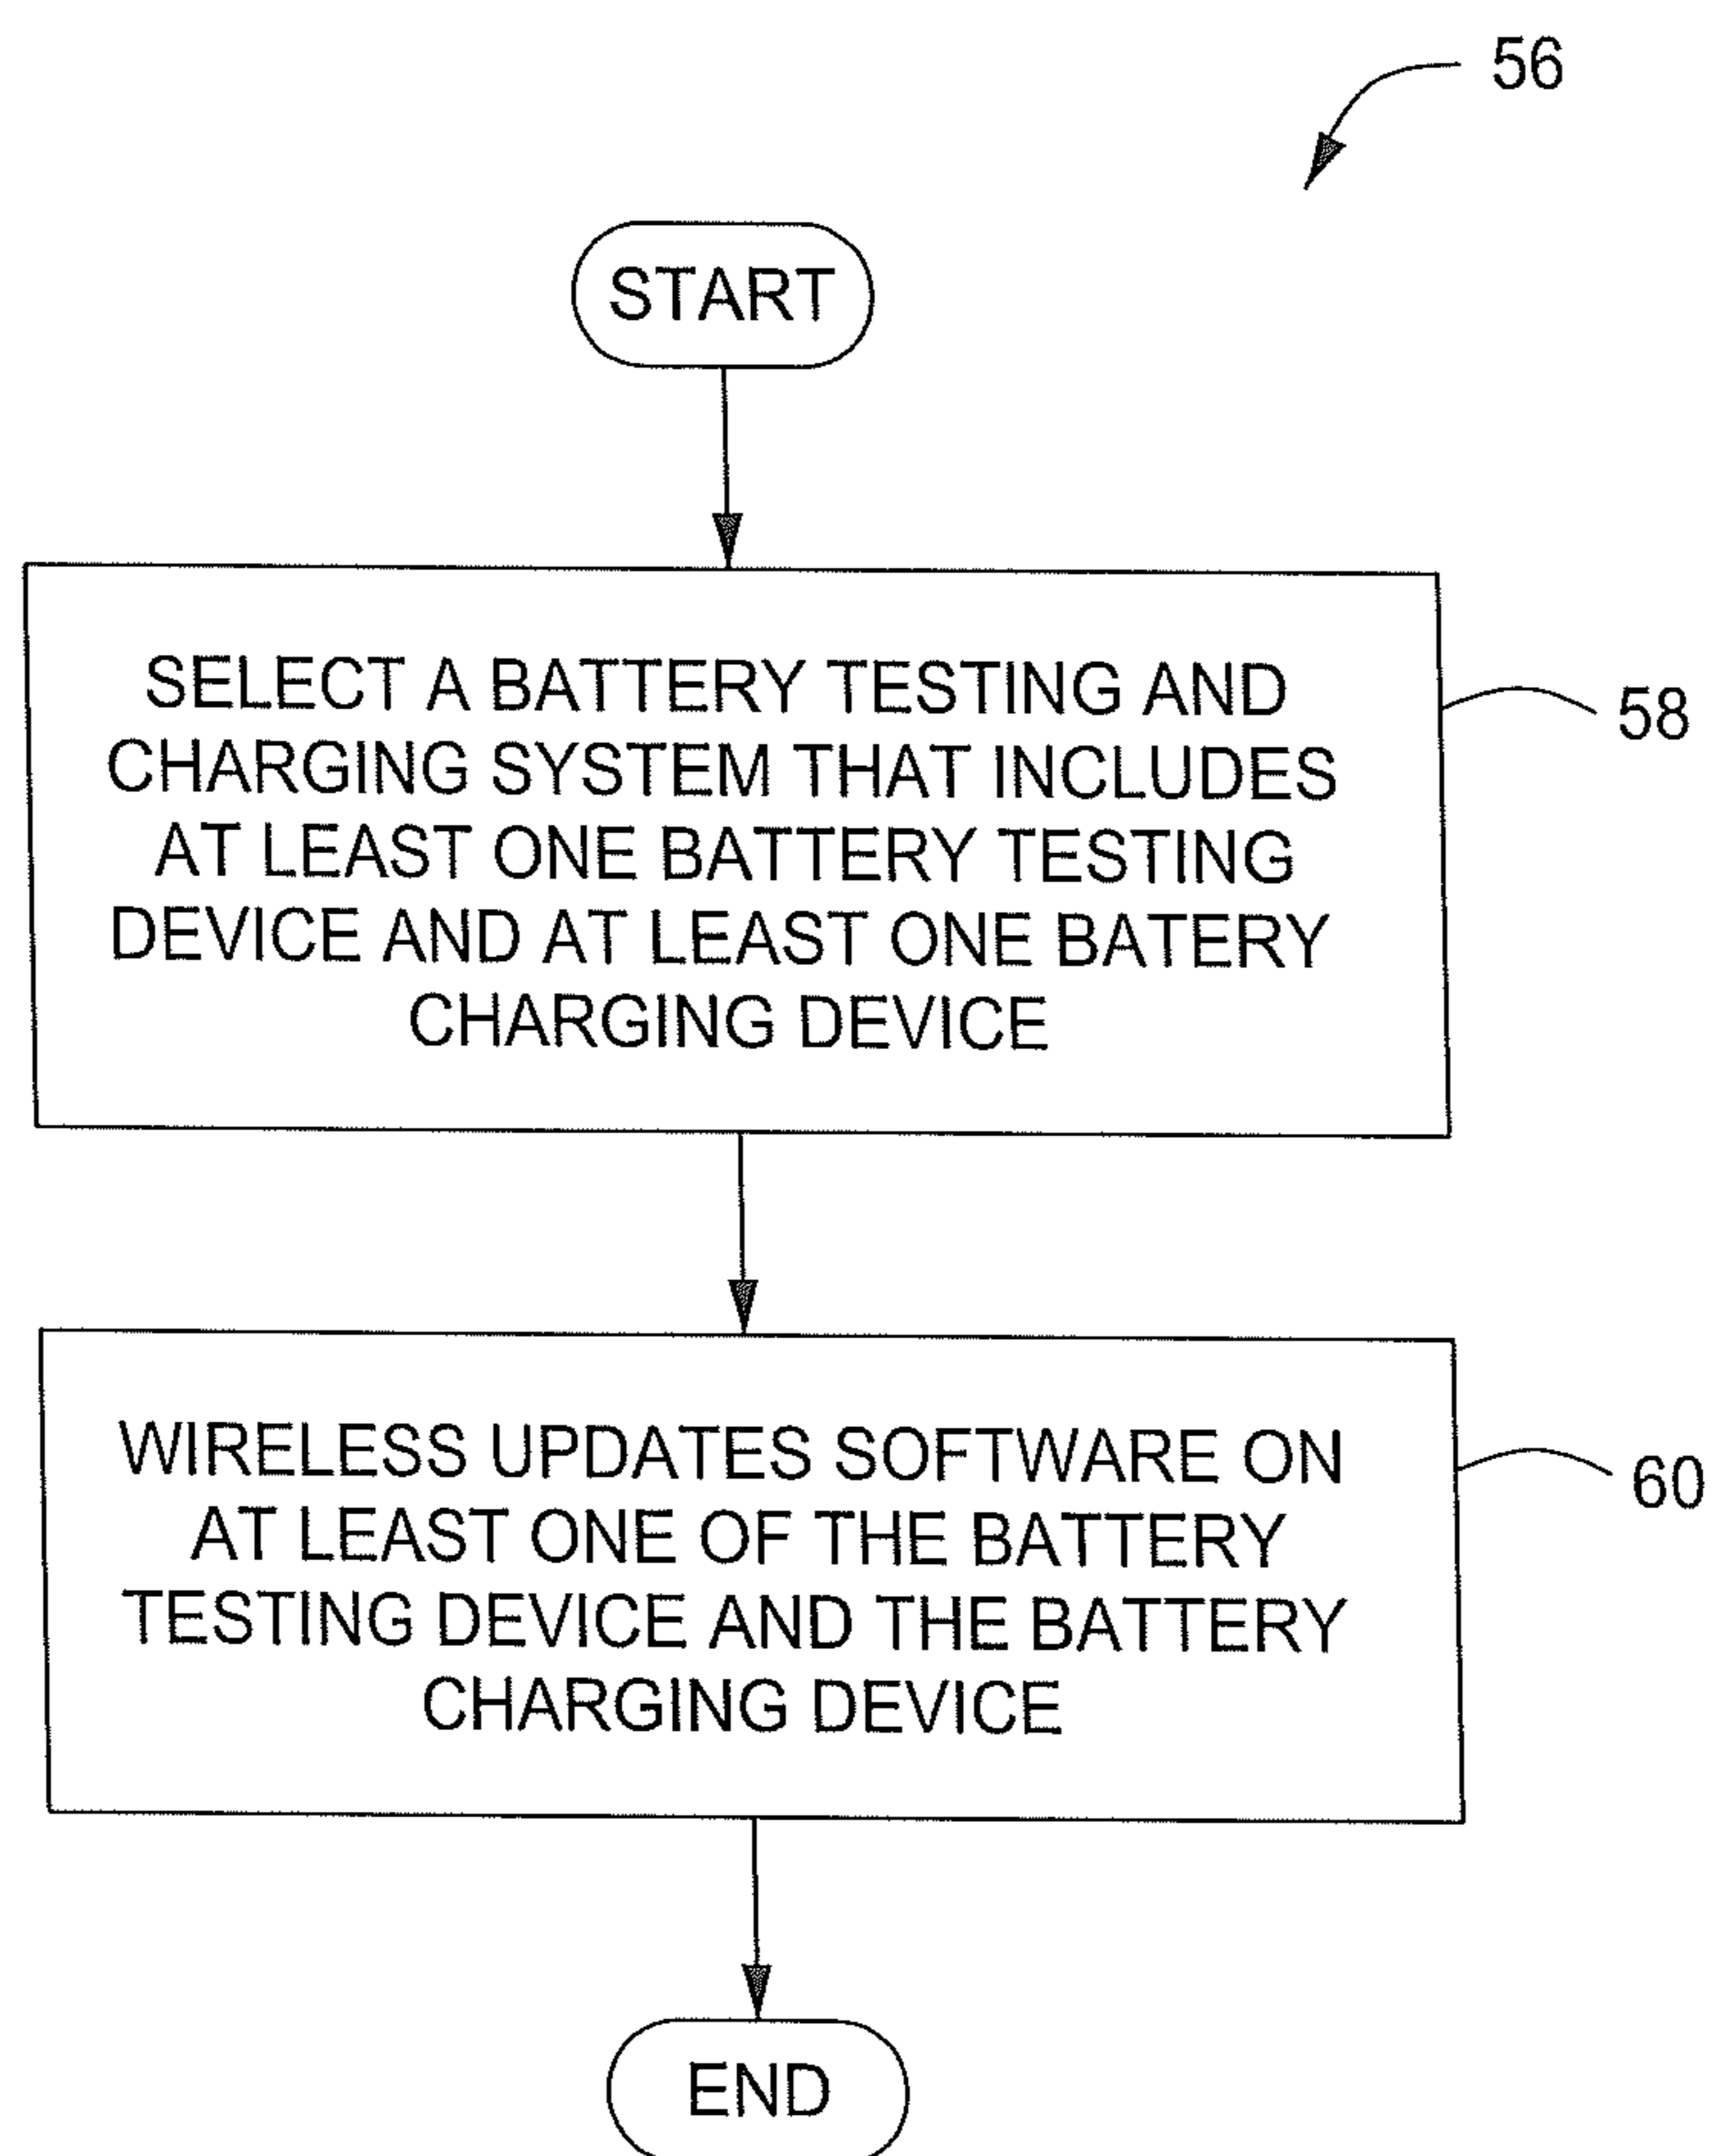 56
START
SELECT A BATTERY TESTING AND
CHARGING SYSTEM THAT INCLUDES
AT LEAST ONE BATTERY TESTING
DEVICE AND AT LEAST ONE BATERY
CHARGING DEVICE
58
WIRELESS UPDATES SOFTWARE ON
AT LEAST ONE OF THE BATTERY
TESTING DEVICE AND THE BATTERY
CHARGING DEVICE
60
END